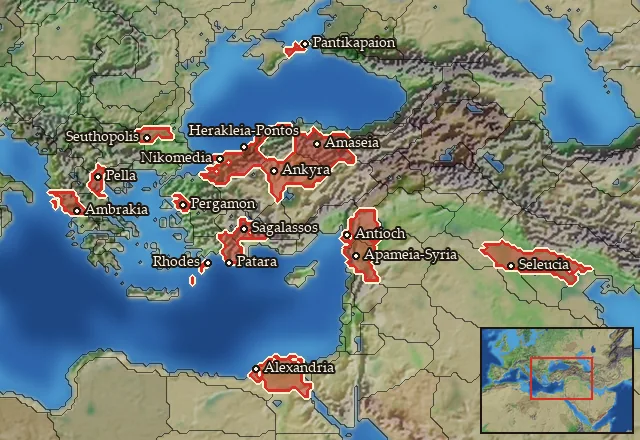 Pantikapaion
Herakleia-Pontos
Seuthopolis
Amaseia
Nikomedia
Ankyra
Pella
Pergamon
Ambrakia
Sagalassos
Antioch
Apameia-Syria
Rhodes
Patara
Seleucia
Alexandria